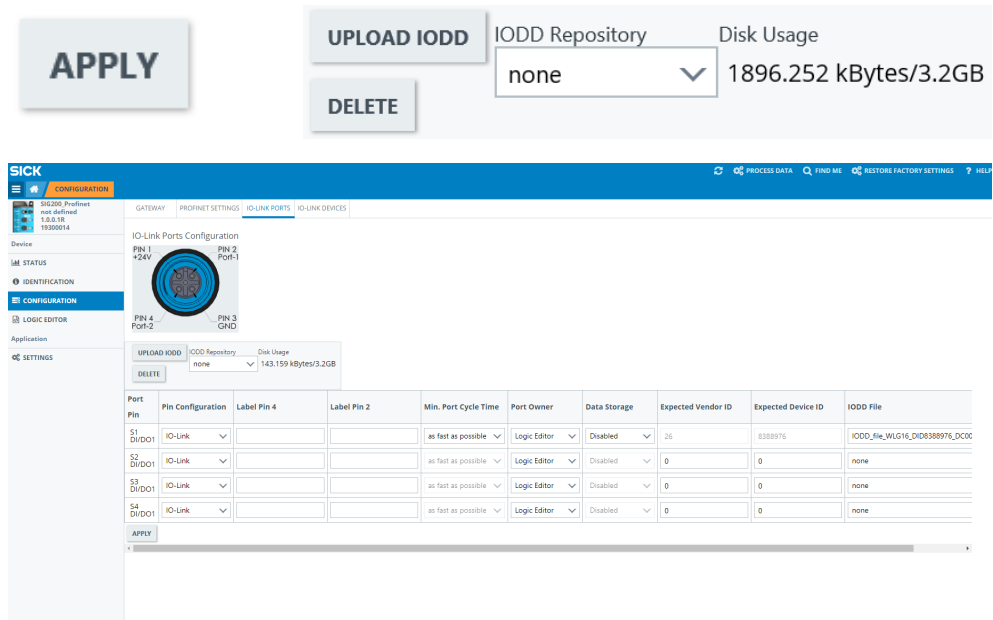 APPLY
UPLOAD IODD IODD Repository Disk Usage
none 1896.252 kBytes/3.2GB
DELETE
SICK
PROCESS DATA FIND ME RESTORE FACTORY SETTINGS ? HELP
CONFIGURATION
SIG200_Profinet
not defined
1.0.0.1R
19300014
GATEWAY PROFINET SETTINGS IO-LINK PORTS IO-LINK DEVICES
Device
STATUS
IDENTIFICATION
CONFIGURATION
LOGIC EDITOR
Application
SETTINGS
IO-Link Ports Configuration
PIN 1 PIN 2
+24V Port-1
PIN 4 PIN 3
Port-2 GND
UPLOAD IODD IODD Repository Disk Usage
none 143.159 kBytes/3.2GB
DELETE
Port Pin Pin Configuration Label Pin 4 Label Pin 2 Min. Port Cycle Time Port Owner Data Storage Expected Vendor ID Expected Device ID IODD File
S1 DI/DO1 IO-Link as fast as possible Logic Editor Disabled 26 8388976 IODD_file_WLG16_DID8388976_DC00
S2 DI/DO1 IO-Link as fast as possible Logic Editor Disabled 0 0 none
S3 DI/DO1 IO-Link as fast as possible Logic Editor Disabled 0 0 none
S4 DI/DO1 IO-Link as fast as possible Logic Editor Disabled 0 0 none
APPLY